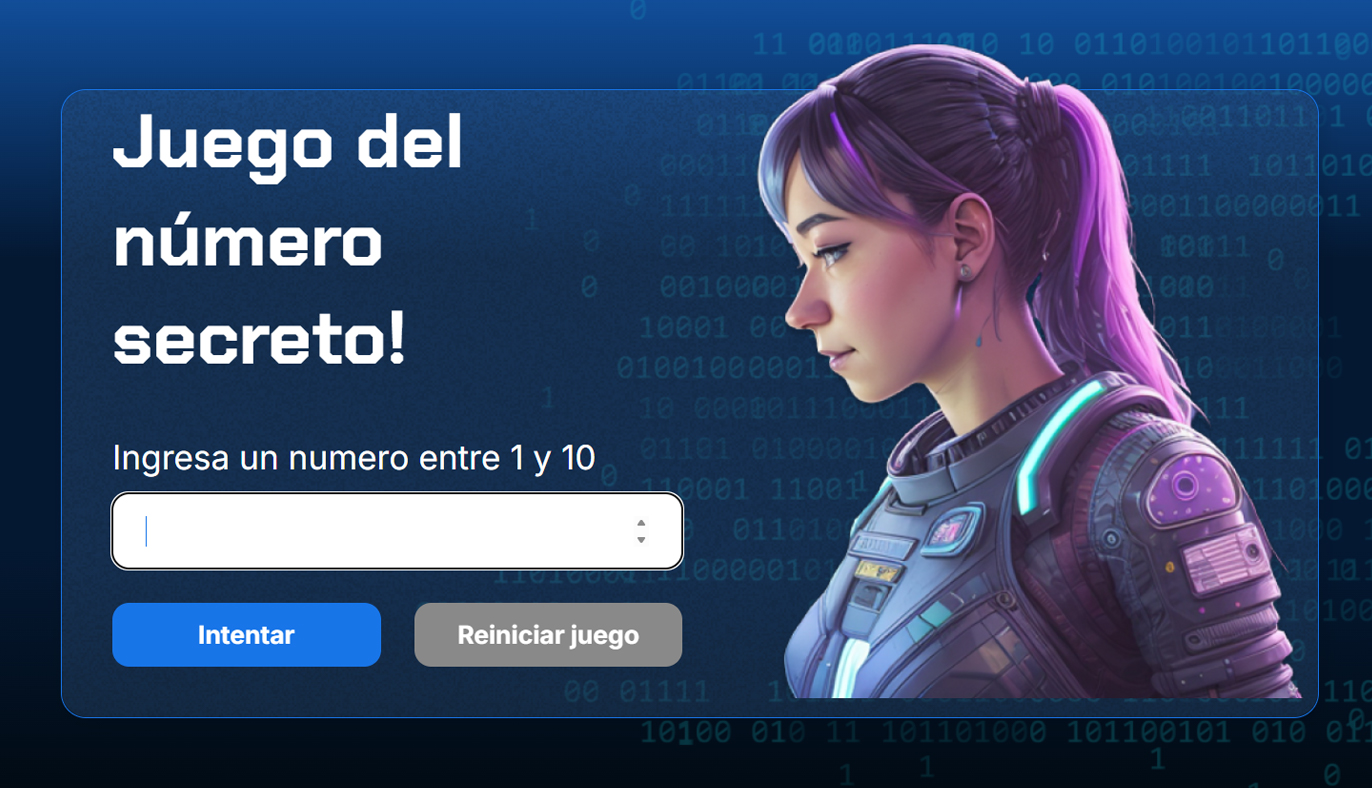 Juego del
número
secreto!
Ingresa un numero entre 1 y 10
Intentar
Reiniciar juego